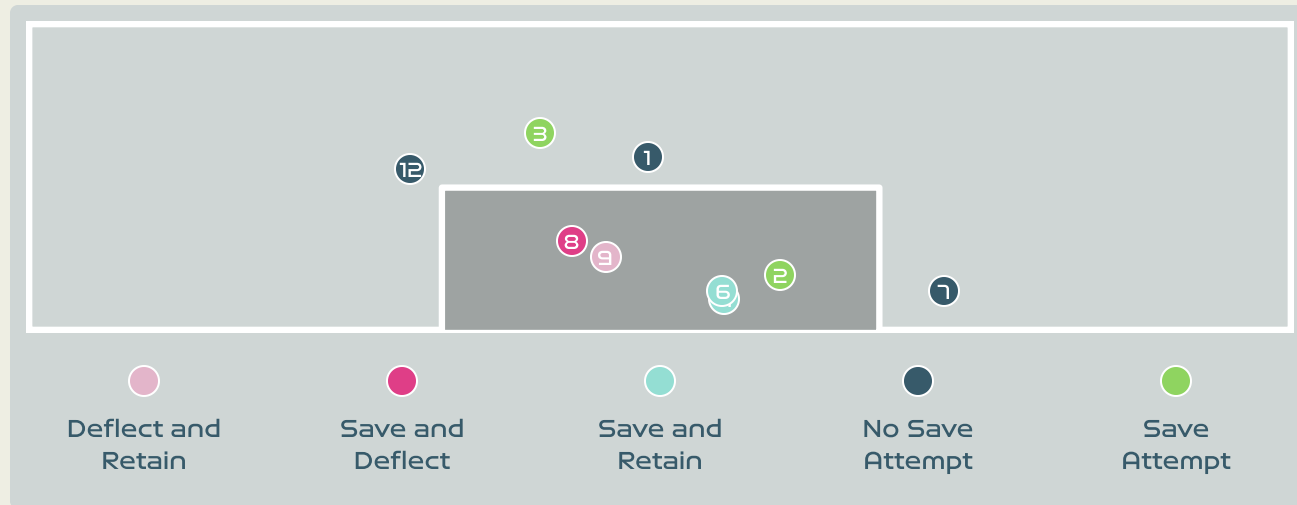 3
1
12
8
9
2
6
7
Deflect and
Retain
Save and
Deflect
Save and
Retain
No Save
Attempt
Save
Attempt